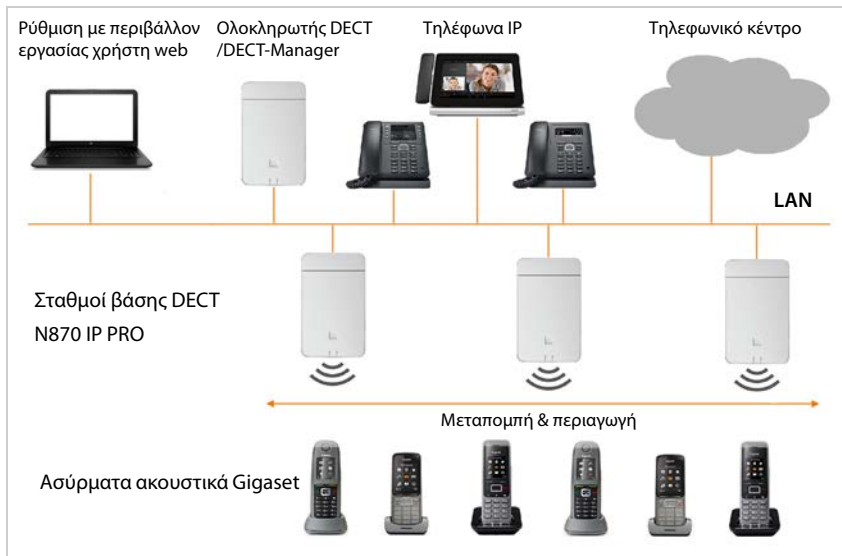 Ρύθμιση με περιβάλλον
εργασίας χρήστη web
Ολοκληρωτής DECT
/DECT-Manager
Τηλέφωνα IP
Τηλεφωνικό κέντρο
LAN
Σταθμοί βάσης DECT
N870 IP PRO
Μεταπομπή & περιαγωγή
Ασύρματα ακουστικά Gigaset